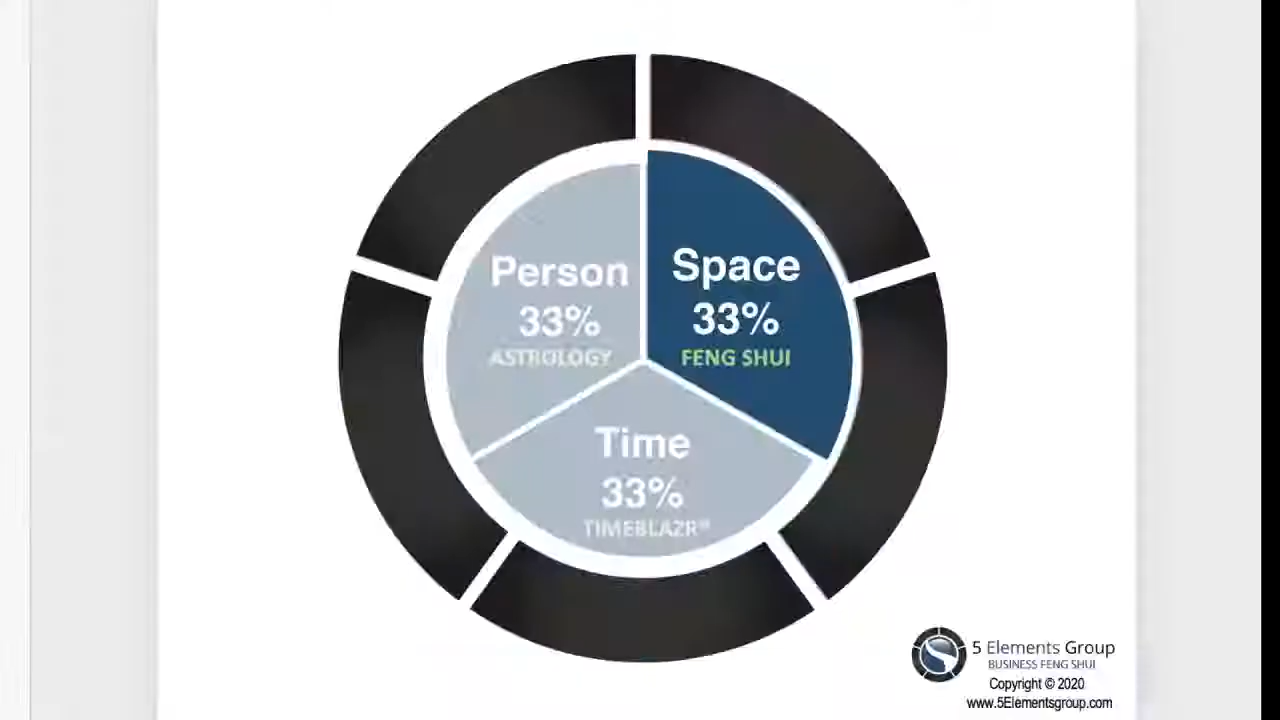 Person
33%
ASTROLOGY
Space
33%
FENG SHUI
Time
33%
TIMEBLAZR®
5 Elements Group
BUSINESS FENG SHUI
Copyright © 2020
www.5Elementsgroup.com